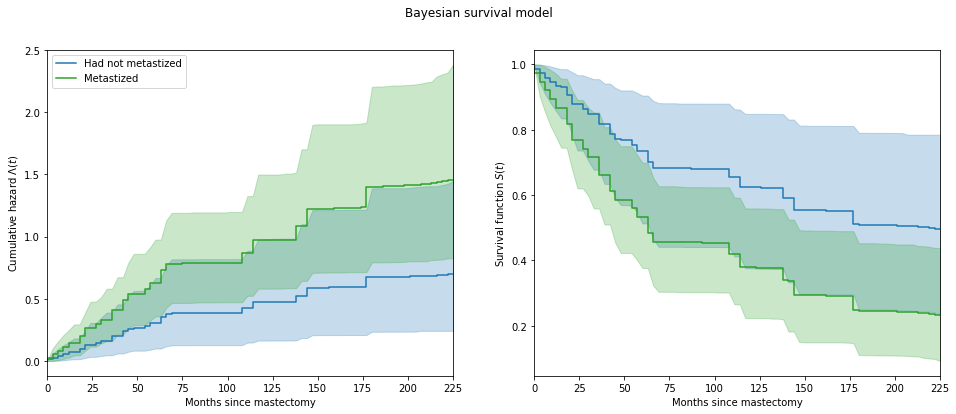 Bayesian survival model
Cumulative hazard Λ(t)
2.5
2.0
1.5
1.0
0.5
0.0
Had not metastized
Metastized
0 25 50 75 100 125 150 175 200 225
Months since mastectomy
Survival function S(t)
1.0
0.8
0.6
0.4
0.2
0 25 50 75 100 125 150 175 200 225
Months since mastectomy